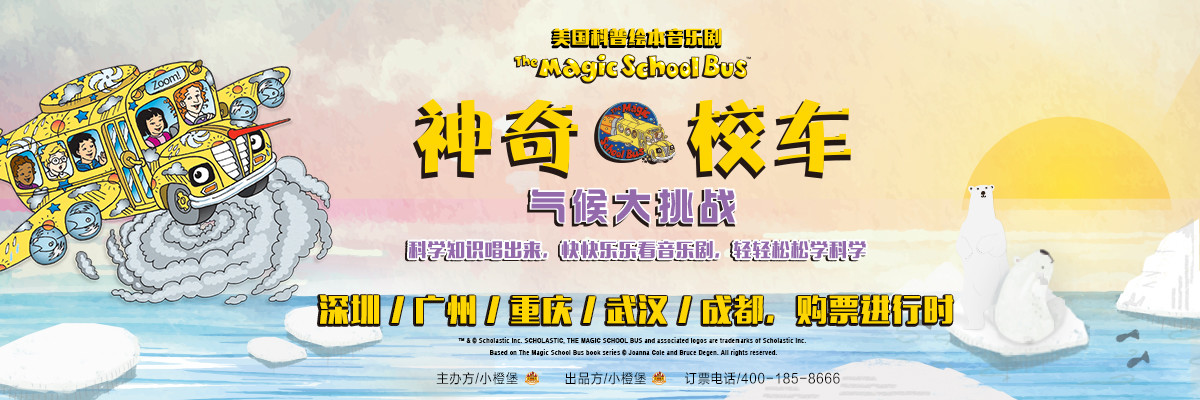 美国科普绘本音乐剧
The Magic School Bus™
Zoom!
神奇校车
The Magic School Bus
气候大挑战
科学知识唱出来，快快乐乐看音乐剧，轻轻松松学科学
深圳 / 广州 / 重庆 / 武汉 / 成都，购票进行时
™ & © Scholastic Inc. SCHOLASTIC, THE MAGIC SCHOOL BUS and associated logos are trademarks of Scholastic Inc.
Based on The Magic School Bus book series © Joanna Cole and Bruce Degen. All rights reserved.
主办方/小橙堡 出品方/小橙堡 订票电话/400-185-8666